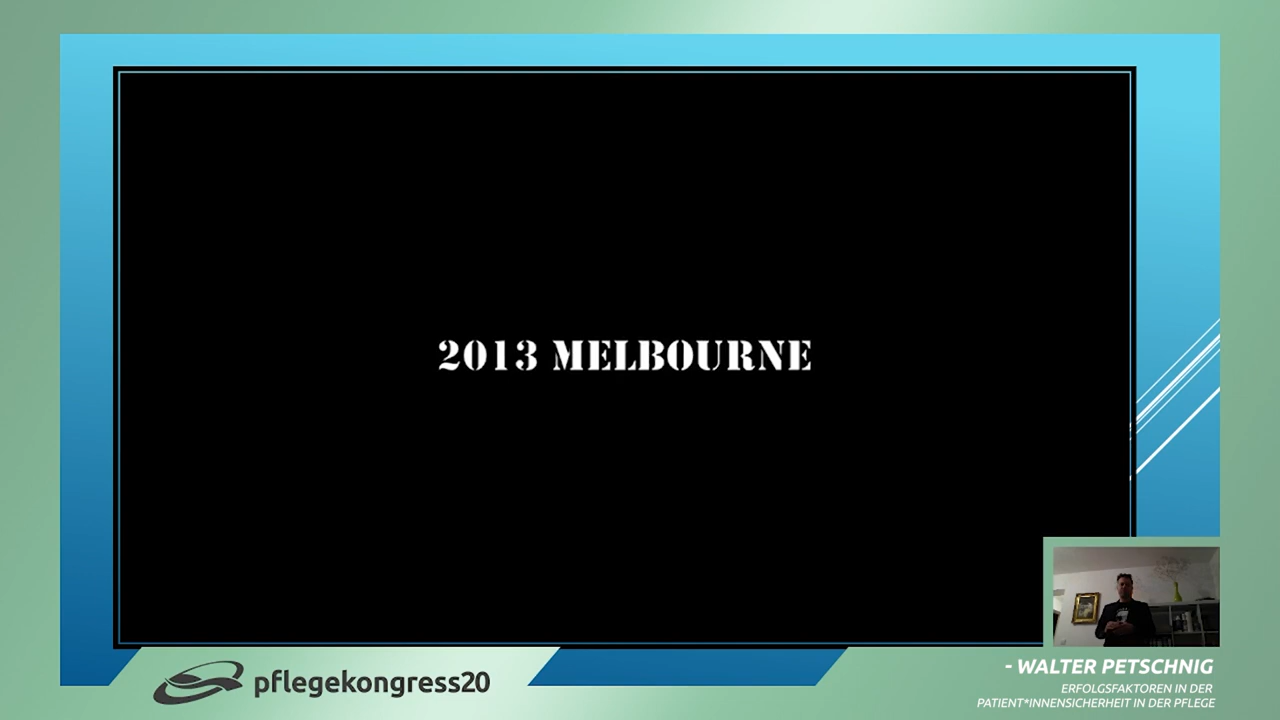 2013 MELBOURNE
pflegekongress20
- WALTER PETSCHNIG
ERFOLGSFAKTOREN IN DER
PATIENT*INNENSICHERHEIT IN DER PFLEGE